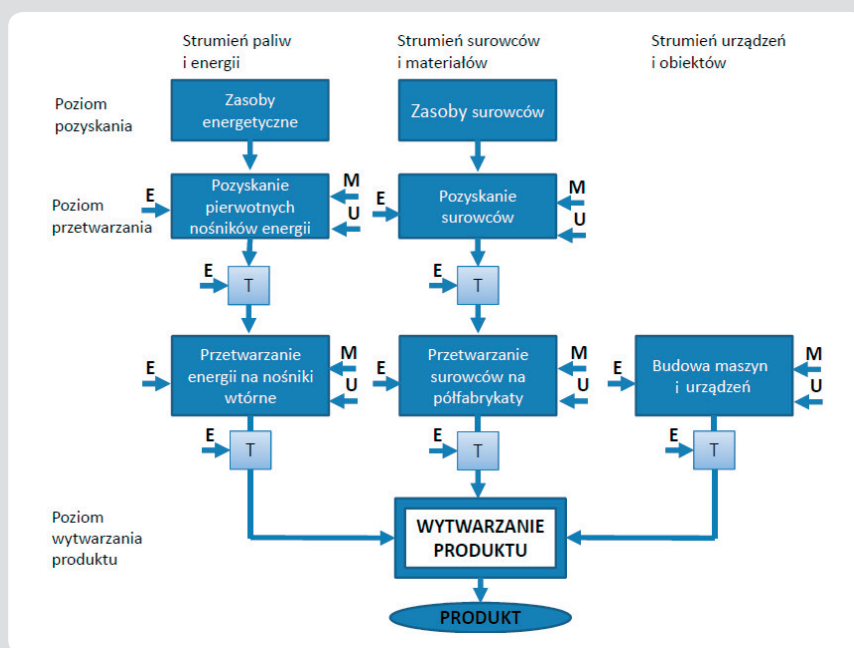 Strumień paliw
i energii
Strumień surowców
i materiałów
Strumień urządzeń
i obiektów
Poziom
pozyskania
Zasoby
energetyczne
Zasoby surowców
Poziom
przetwarzania
E
Pozyskanie
pierwotnych
nośników energii
M
U
E
Pozyskanie
surowców
M
U
E
T
E
T
E
Przetwarzanie
energii na nośniki
wtórne
M
U
E
Przetwarzanie
surowców na
półfabrykaty
M
U
E
Budowa maszyn
i urządzeń
M
U
E
T
E
T
E
T
Poziom
wytwarzania
produktu
WYTWARZANIE
PRODUKTU
PRODUKT